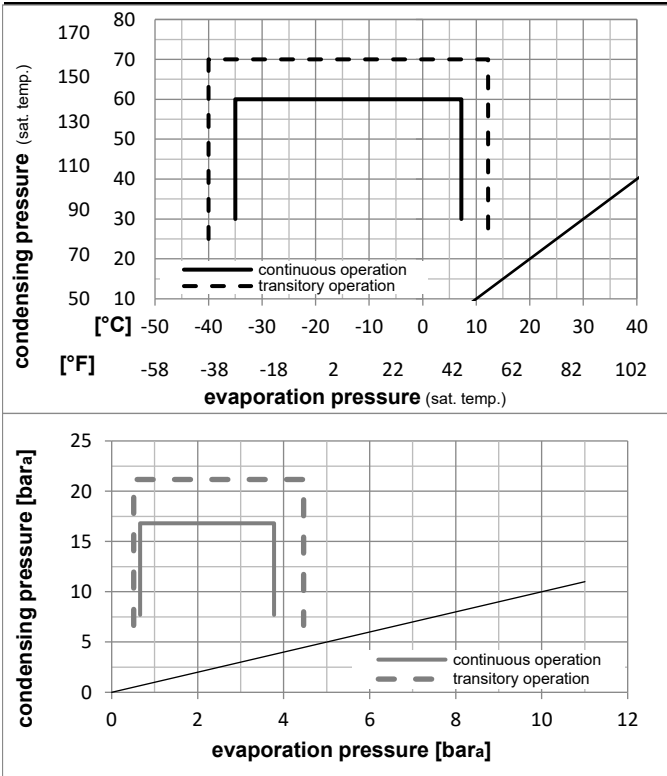 condensing pressure (sat. temp.)
170 80
70
150 60
130 50
110 40
90 30
70 20
50 10
continuous operation
transitory operation
[°C] -50 -40 -30 -20 -10 0 10 20 30 40
[°F] -58 -38 -18 2 22 42 62 82 102
evaporation pressure (sat. temp.)
condensing pressure [bara]
25
20
15
10
5
0
continuous operation
transitory operation
0 2 4 6 8 10 12
evaporation pressure [bara]